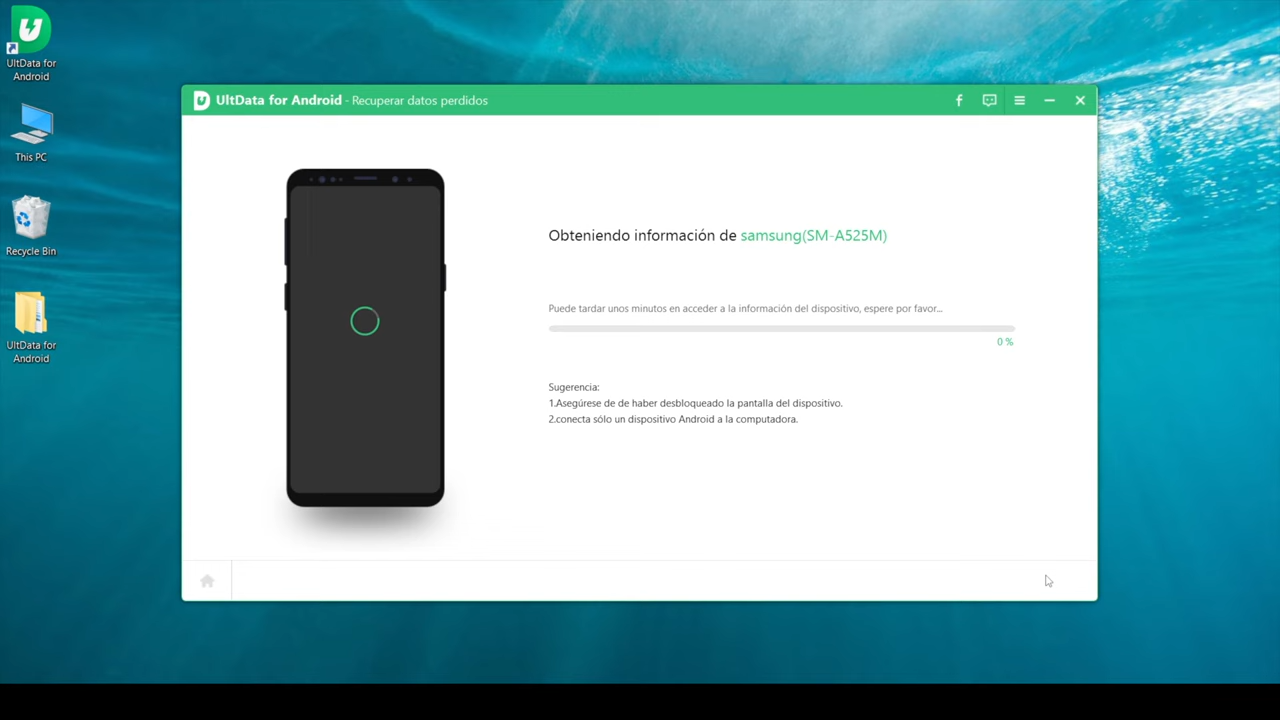 UltData for
Android
This PC
Recycle Bin
UltData for
Android
UltData for Android - Recuperar datos perdidos
Obteniendo información de samsung(SM-A525M)
Puede tardar unos minutos en acceder a la información del dispositivo, espere por favor...
0 %
Sugerencia:
1.Asegúrese de de haber desbloqueado la pantalla del dispositivo.
2.conecta sólo un dispositivo Android a la computadora.